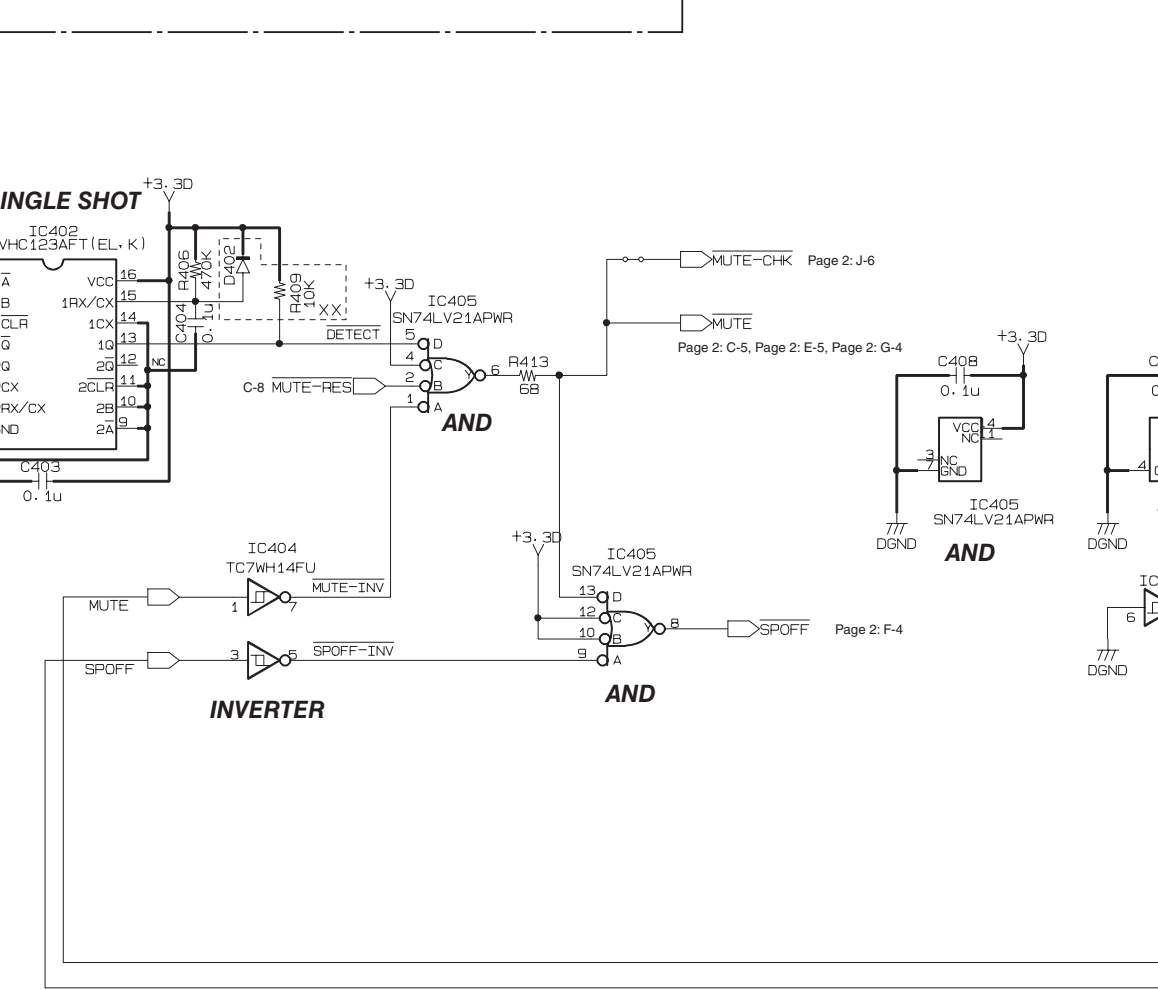 +3.3D
INGLE SHOT
IC402
VHC123AFT(EL,K)
A
B
CLR
Q
Q
CX
RX/CX
ND
VCC 16
1RX/CX 15
1CX 14
1Q 13
2Q 12
NC
2CLR 11
2B 10
2A 9
R406
470K
D402
R409
10K
XX
C404
0.1u
C403
0.1u
DETECT
+3.3D
IC405
SN74LV21APWR
5 D
4 C
2 B
1 A
Y 6
C-8 MUTE-RES
AND
R413
68
MUTE-CHK Page 2: J-6
MUTE
Page 2: C-5, Page 2: E-5, Page 2: G-4
+3.3D
C408
0.1u
VCC 4
NC 1
3 NC
7 GND
IC405
SN74LV21APWR
DGND
AND
C
0
4 G
DGND
IC
6
DGND
IC404
TC7WH14FU
MUTE
1
7
MUTE-INV
SPOFF
3
5
SPOFF-INV
INVERTER
+3.3D
IC405
SN74LV21APWR
13 D
12 C
10 B
9 A
Y 8
SPOFF Page 2: F-4
AND